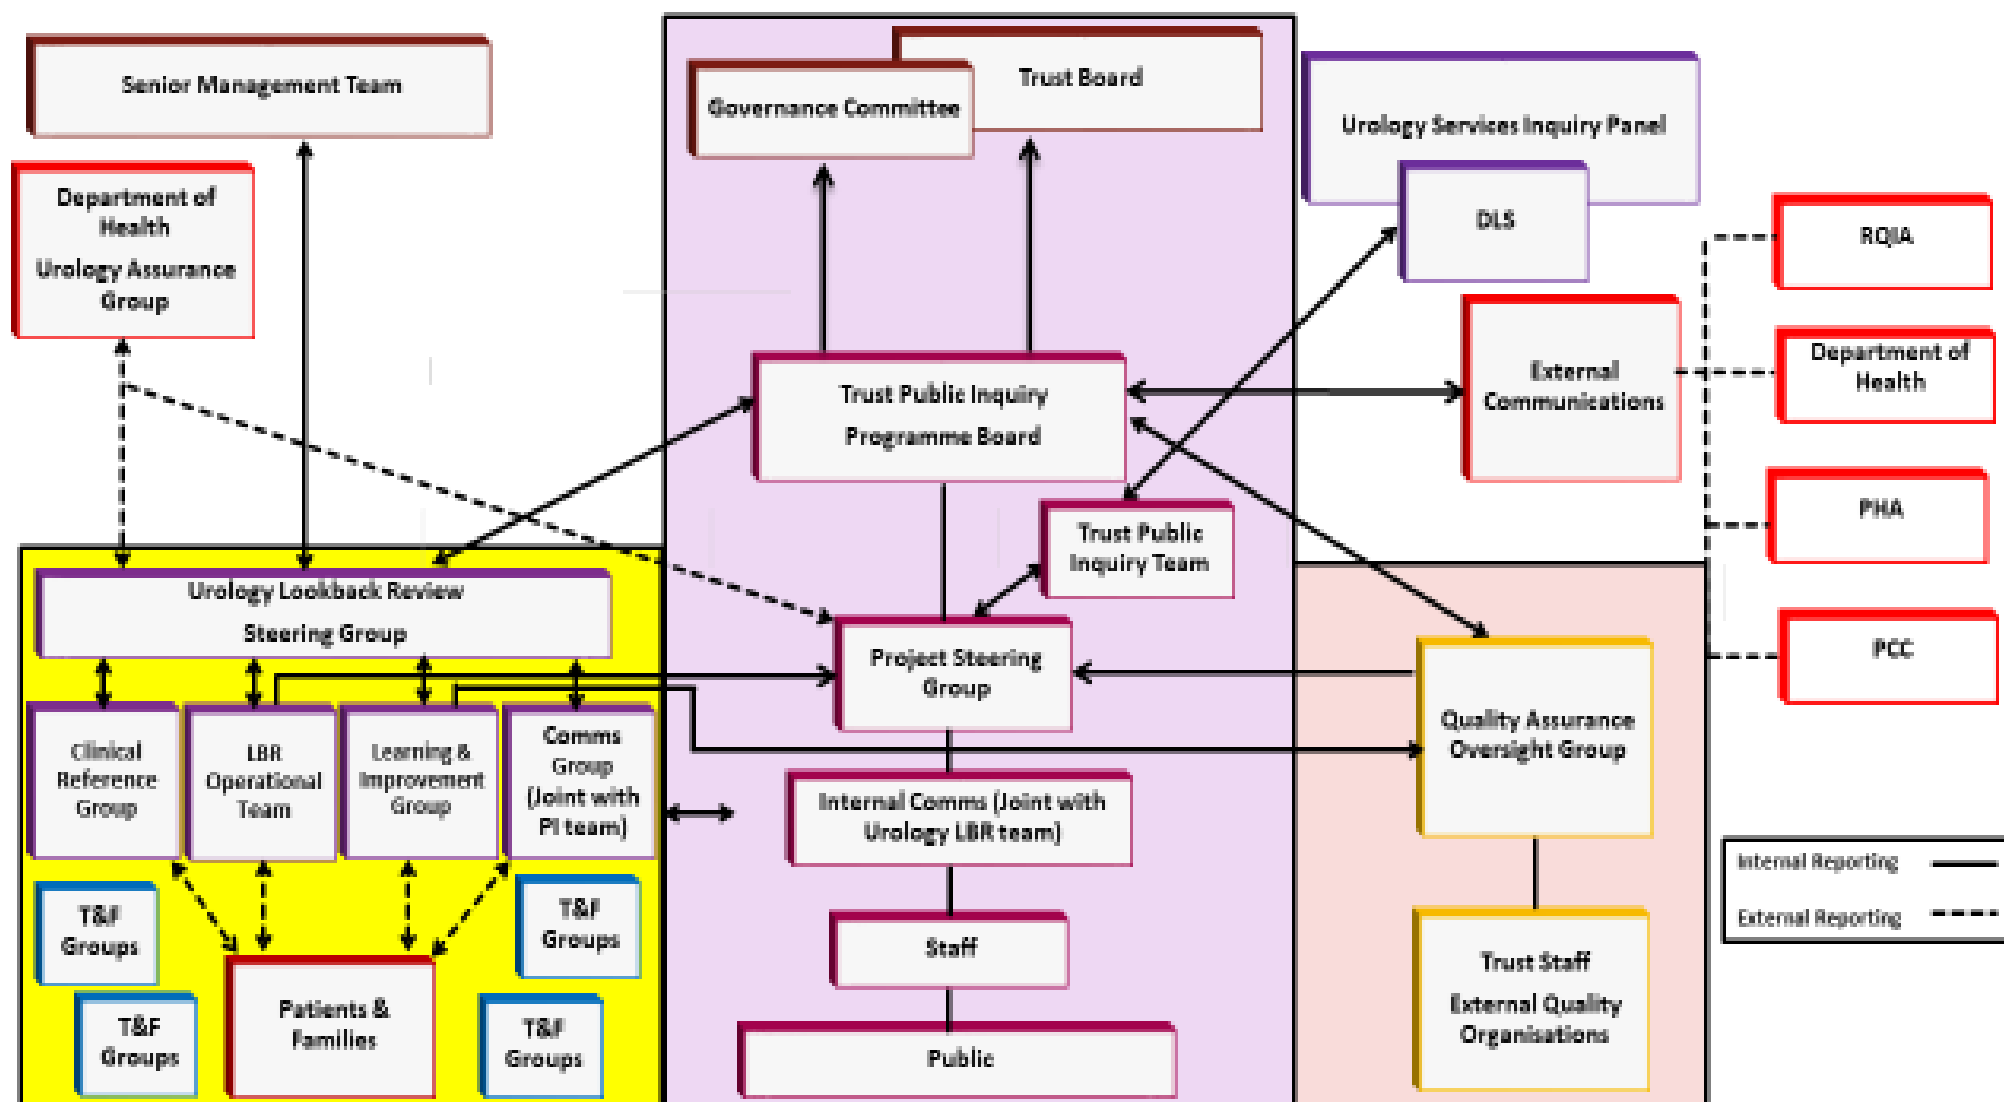 Senior Management Team
Department of
Health
Urology Assurance
Group
Governance Committee
Trust Board
Urology Services Inquiry Panel
DLS
RQIA
Department of
Health
PHA
PCC
External
Communications
Trust Public Inquiry
Programme Board
Trust Public
Inquiry Team
Urology Lookback Review
Steering Group
Project Steering
Group
Clinical
Reference
Group
LBR
Operational
Team
Learning &
Improvement
Group
Comms
Group
(Joint with
PI team)
Internal Comms (Joint with
Urology LBR team)
Quality Assurance
Oversight Group
Internal Reporting
External Reporting
T&F
Groups
T&F
Groups
T&F
Groups
T&F
Groups
Patients &
Families
Staff
Public
Trust Staff
External Quality
Organisations